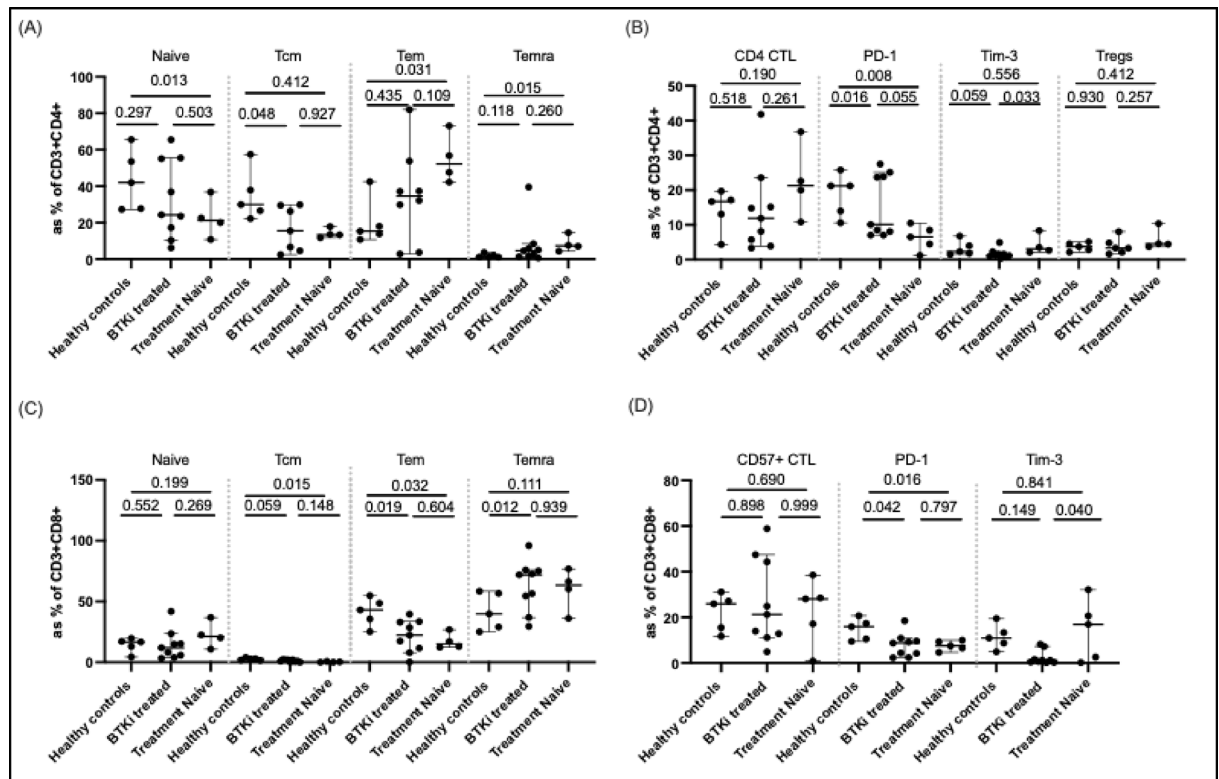 (A)
Naive Tcm Tem Temra
0.013 0.412 0.031 0.015
0.297 0.503 0.048 0.927 0.435 0.109 0.118 0.260
as % of CD3+CD4+
100
80
60
40
20
0
Healthy controls BTKi treated Treatment Naive Healthy controls BTKi treated Treatment Naive Healthy controls BTKi treated Treatment Naive Healthy controls BTKi treated Treatment Naive
(B)
CD4 CTL PD-1 Tim-3 Tregs
0.190 0.008 0.556 0.412
0.518 0.261 0.016 0.055 0.059 0.033 0.930 0.257
as % of CD3+CD4+
50
40
30
20
10
0
Healthy controls BTKi treated Treatment Naive Healthy controls BTKi treated Treatment Naive Healthy controls BTKi treated Treatment Naive Healthy controls BTKi treated Treatment Naive
(C)
Naive Tcm Tem Temra
0.199 0.015 0.032 0.111
0.552 0.269 0.059 0.148 0.019 0.604 0.012 0.939
as % of CD3+CD8+
150
100
50
0
Healthy controls BTKi treated Treatment Naive Healthy controls BTKi treated Treatment Naive Healthy controls BTKi treated Treatment Naive Healthy controls BTKi treated Treatment Naive
(D)
CD57+ CTL PD-1 Tim-3
0.690 0.016 0.841
0.898 0.999 0.042 0.797 0.149 0.040
as % of CD3+CD8+
80
60
40
20
0
Healthy controls BTKi treated Treatment Naive Healthy controls BTKi treated Treatment Naive Healthy controls BTKi treated Treatment Naive